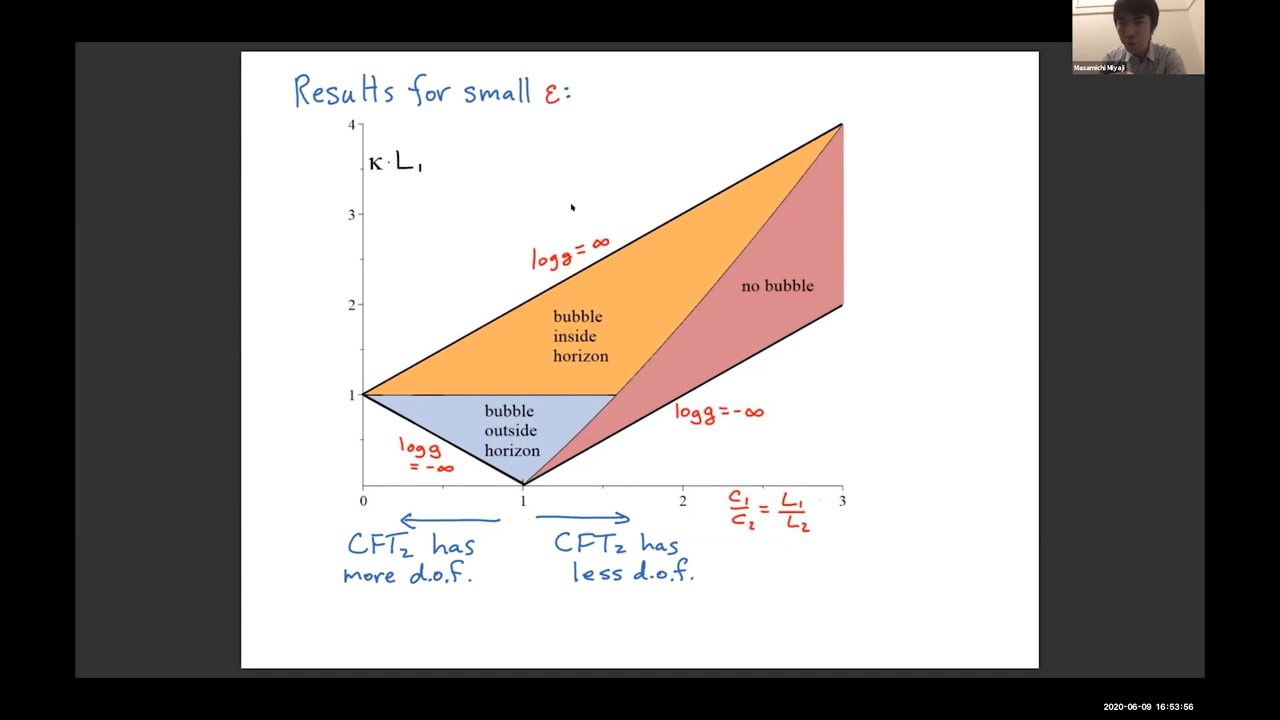 Masamichi Miyaji
Results for small ε:
4
κ·L₁
3
log g = ∞
no bubble
2
bubble
inside
horizon
1
bubble
outside
horizon
log g = -∞
log g
= -∞
0
1
2
3
C₁/C₂ = L₁/L₂
CFT₂ has
more d.o.f.
CFT₂ has
less d.o.f.
2020-06-09 16:53:56